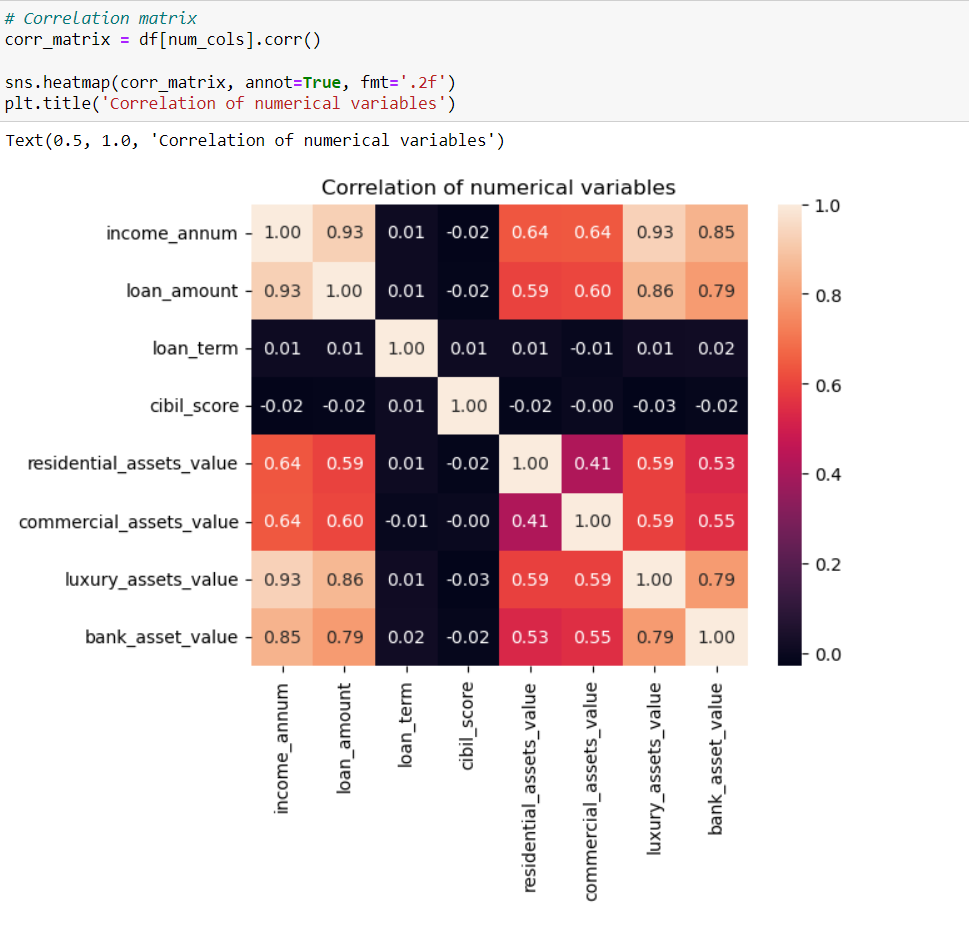 # Correlation matrix
corr_matrix = df[num_cols].corr()
sns.heatmap(corr_matrix, annot=True, fmt='.2f')
plt.title('Correlation of numerical variables')
Text(0.5, 1.0, 'Correlation of numerical variables')
Correlation of numerical variables
income_annum 1.00 0.93 0.01 -0.02 0.64 0.64 0.93 0.85
loan_amount 0.93 1.00 0.01 -0.02 0.59 0.60 0.86 0.79
loan_term 0.01 0.01 1.00 0.01 0.01 -0.01 0.01 0.02
cibil_score -0.02 -0.02 0.01 1.00 -0.02 -0.00 -0.03 -0.02
residential_assets_value 0.64 0.59 0.01 -0.02 1.00 0.41 0.59 0.53
commercial_assets_value 0.64 0.60 -0.01 -0.00 0.41 1.00 0.59 0.55
luxury_assets_value 0.93 0.86 0.01 -0.03 0.59 0.59 1.00 0.79
bank_asset_value 0.85 0.79 0.02 -0.02 0.53 0.55 0.79 1.00
income_annum
loan_amount
loan_term
cibil_score
residential_assets_value
commercial_assets_value
luxury_assets_value
bank_asset_value
1.0
0.8
0.6
0.4
0.2
0.0